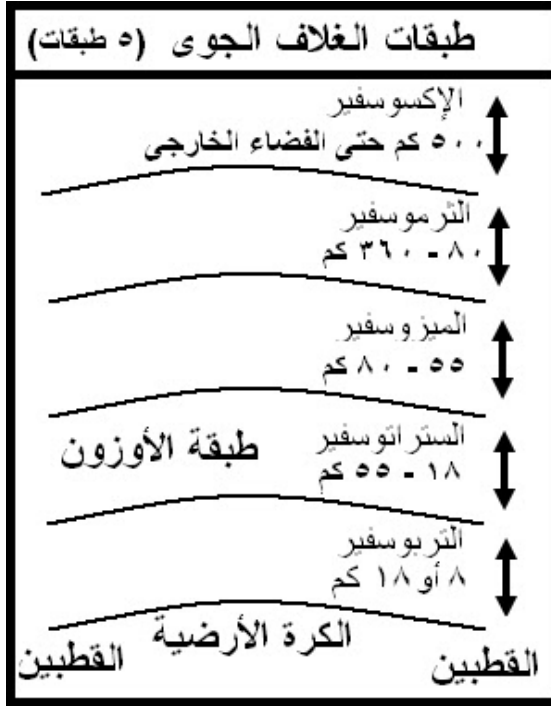 طبقات الغلاف الجوى (٥ طبقات)
الإكسوسفير
٥٠٠ كم حتى الفضاء الخارجى
الثرموسفير
٨٠ - ٣٦٠ كم
الميزوسفير
٥٥ - ٨٠ كم
الستراتوسفير
١٨ - ٥٥ كم
طبقة الأوزون
التربوسفير
٨ أو ١٨ كم
الكرة الأرضية
القطبين
القطبين